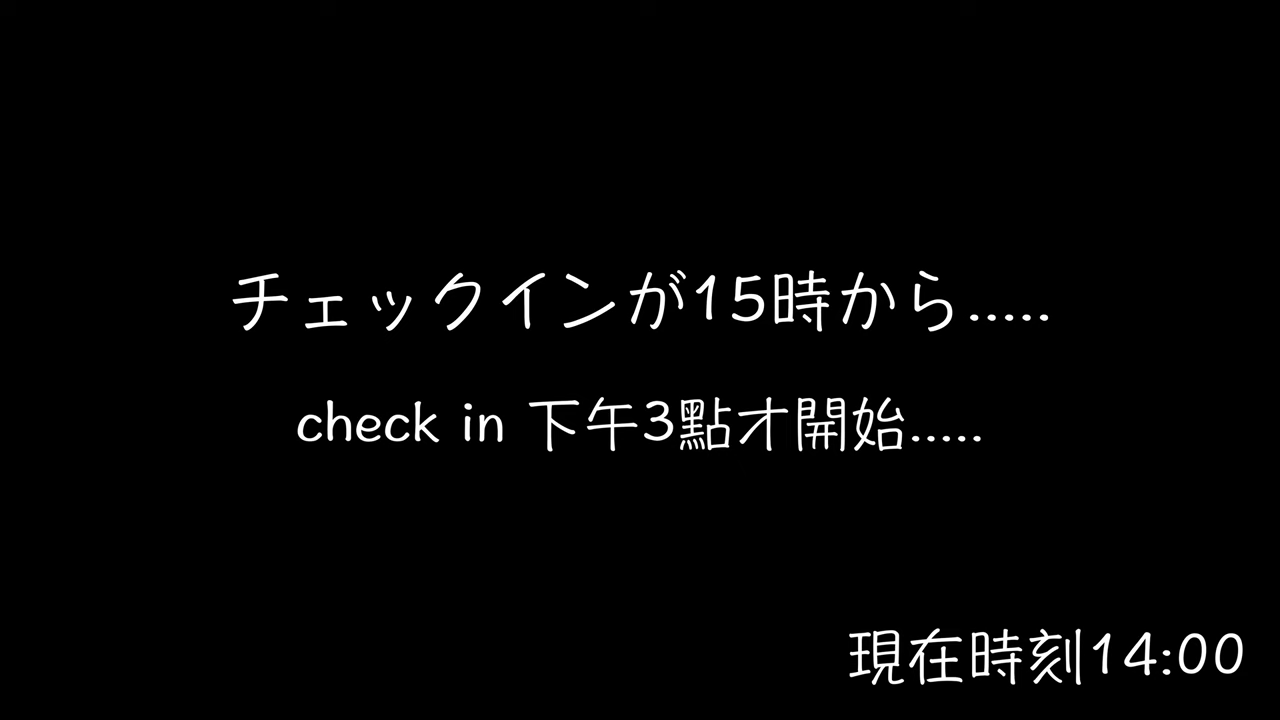 チェックインが15時から.....
check in 下午3點才開始.....
現在時刻14:00